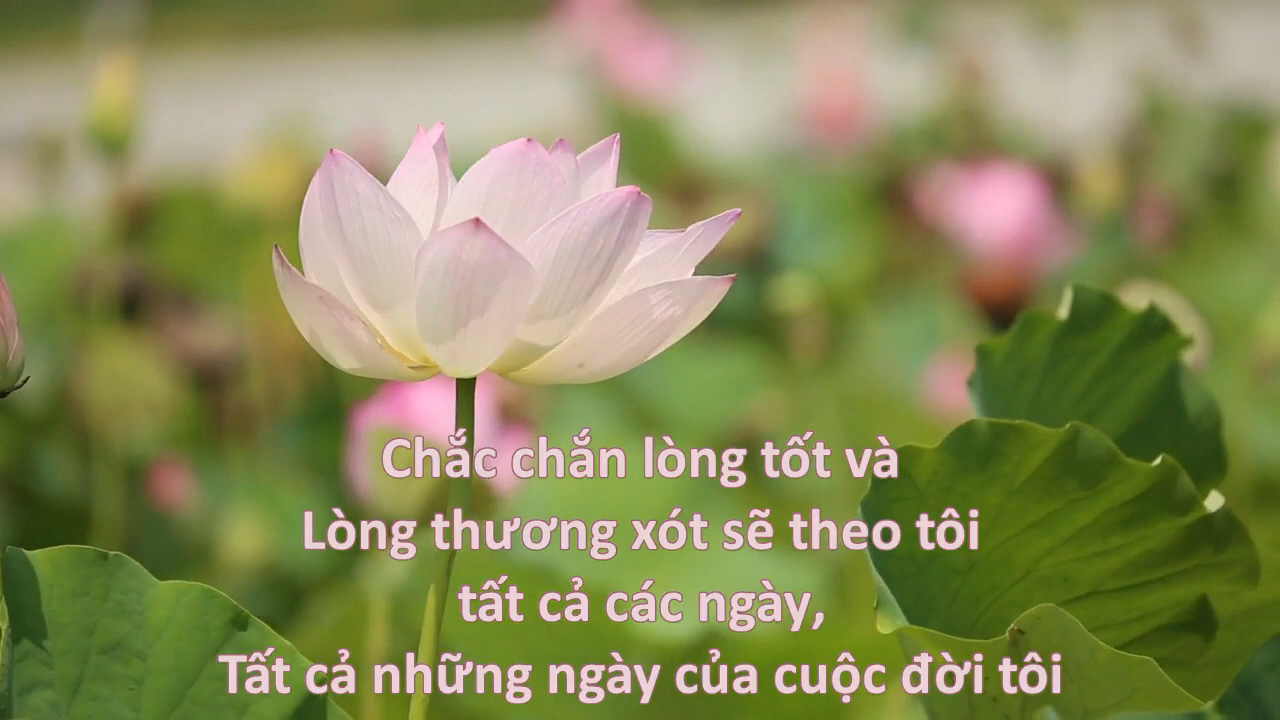 Chắc chắn lòng tốt và
Lòng thương xót sẽ theo tôi
tất cả các ngày,
Tất cả những ngày của cuộc đời tôi